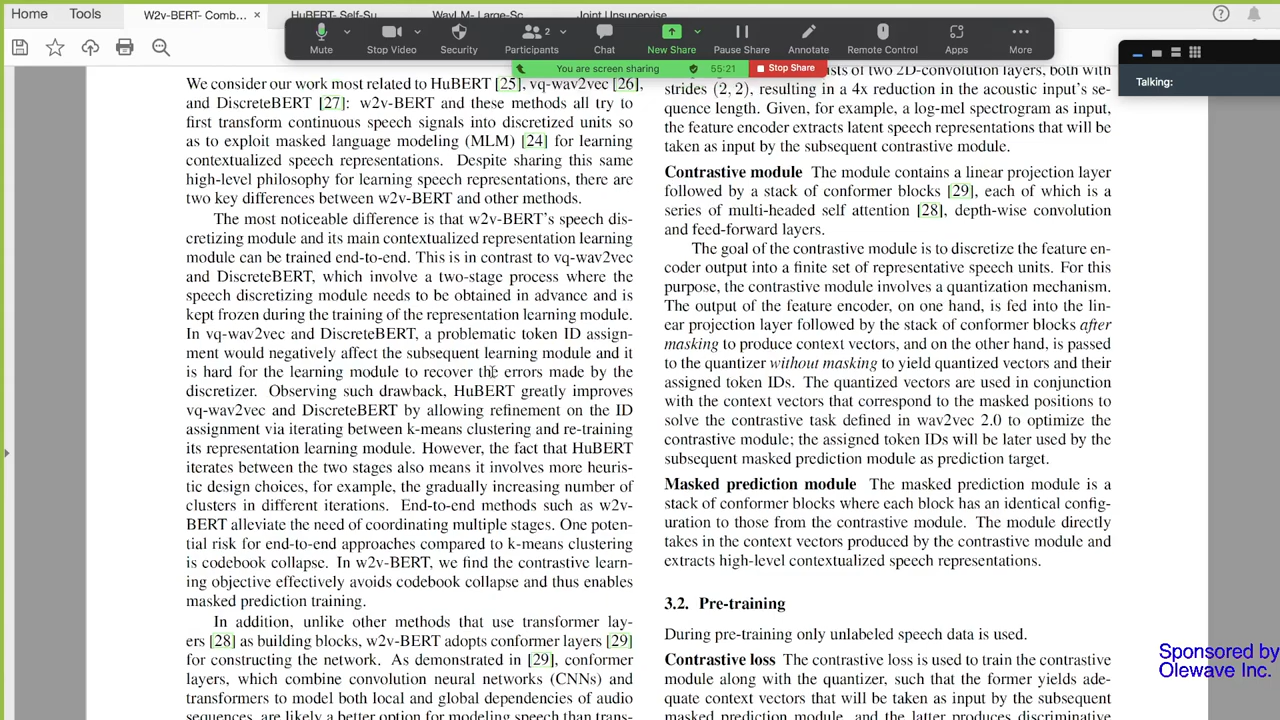 Home
Tools
W2v-BERT- Comb...
HuBERT- Self-Su
WavLM- Large-Sc
Joint Unsupervise
Mute
Stop Video
Security
Participants
2
Chat
New Share
Pause Share
Annotate
Remote Control
Apps
More
You are screen sharing
55:21
Stop Share
Talking:
We consider our work most related to HuBERT [25], vq-wav2vec [26],
and DiscreteBERT [27]: w2v-BERT and these methods all try to
first transform continuous speech signals into discretized units so
as to exploit masked language modeling (MLM) [24] for learning
contextualized speech representations. Despite sharing this same
high-level philosophy for learning speech representations, there are
two key differences between w2v-BERT and other methods.
The most noticeable difference is that w2v-BERT's speech dis-
cretizing module and its main contextualized representation learning
module can be trained end-to-end. This is in contrast to vq-wav2vec
and DiscreteBERT, which involve a two-stage process where the
speech discretizing module needs to be obtained in advance and is
kept frozen during the training of the representation learning module.
In vq-wav2vec and DiscreteBERT, a problematic token ID assign-
ment would negatively affect the subsequent learning module and it
is hard for the learning module to recover the errors made by the
discretizer. Observing such drawback, HuBERT greatly improves
vq-wav2vec and DiscreteBERT by allowing refinement on the ID
assignment via iterating between k-means clustering and re-training
its representation learning module. However, the fact that HuBERT
iterates between the two stages also means it involves more heuris-
tic design choices, for example, the gradually increasing number of
clusters in different iterations. End-to-end methods such as w2v-
BERT alleviate the need of coordinating multiple stages. One poten-
tial risk for end-to-end approaches compared to k-means clustering
is codebook collapse. In w2v-BERT, we find the contrastive learn-
ing objective effectively avoids codebook collapse and thus enables
masked prediction training.
In addition, unlike other methods that use transformer lay-
ers [28] as building blocks, w2v-BERT adopts conformer layers [29]
for constructing the network. As demonstrated in [29], conformer
layers, which combine convolution neural networks (CNNs) and
transformers to model both local and global dependencies of audio
sequences, are likely a better option for modeling speech than trans-
sists of two 2D-convolution layers, both with
strides (2, 2), resulting in a 4x reduction in the acoustic input's se-
quence length. Given, for example, a log-mel spectrogram as input,
the feature encoder extracts latent speech representations that will be
taken as input by the subsequent contrastive module.
Contrastive module The module contains a linear projection layer
followed by a stack of conformer blocks [29], each of which is a
series of multi-headed self attention [28], depth-wise convolution
and feed-forward layers.
The goal of the contrastive module is to discretize the feature en-
coder output into a finite set of representative speech units. For this
purpose, the contrastive module involves a quantization mechanism.
The output of the feature encoder, on one hand, is fed into the lin-
ear projection layer followed by the stack of conformer blocks after
masking to produce context vectors, and on the other hand, is passed
to the quantizer without masking to yield quantized vectors and their
assigned token IDs. The quantized vectors are used in conjunction
with the context vectors that correspond to the masked positions to
solve the contrastive task defined in wav2vec 2.0 to optimize the
contrastive module; the assigned token IDs will be later used by the
subsequent masked prediction module as prediction target.
Masked prediction module The masked prediction module is a
stack of conformer blocks where each block has an identical config-
uration to those from the contrastive module. The module directly
takes in the context vectors produced by the contrastive module and
extracts high-level contextualized speech representations.
3.2. Pre-training
During pre-training only unlabeled speech data is used.
Contrastive loss The contrastive loss is used to train the contrastive
module along with the quantizer, such that the former yields ade-
quate context vectors that will be taken as input by the subsequent
masked prediction module, and the latter produces discriminative
Sponsored by
Olewave Inc.